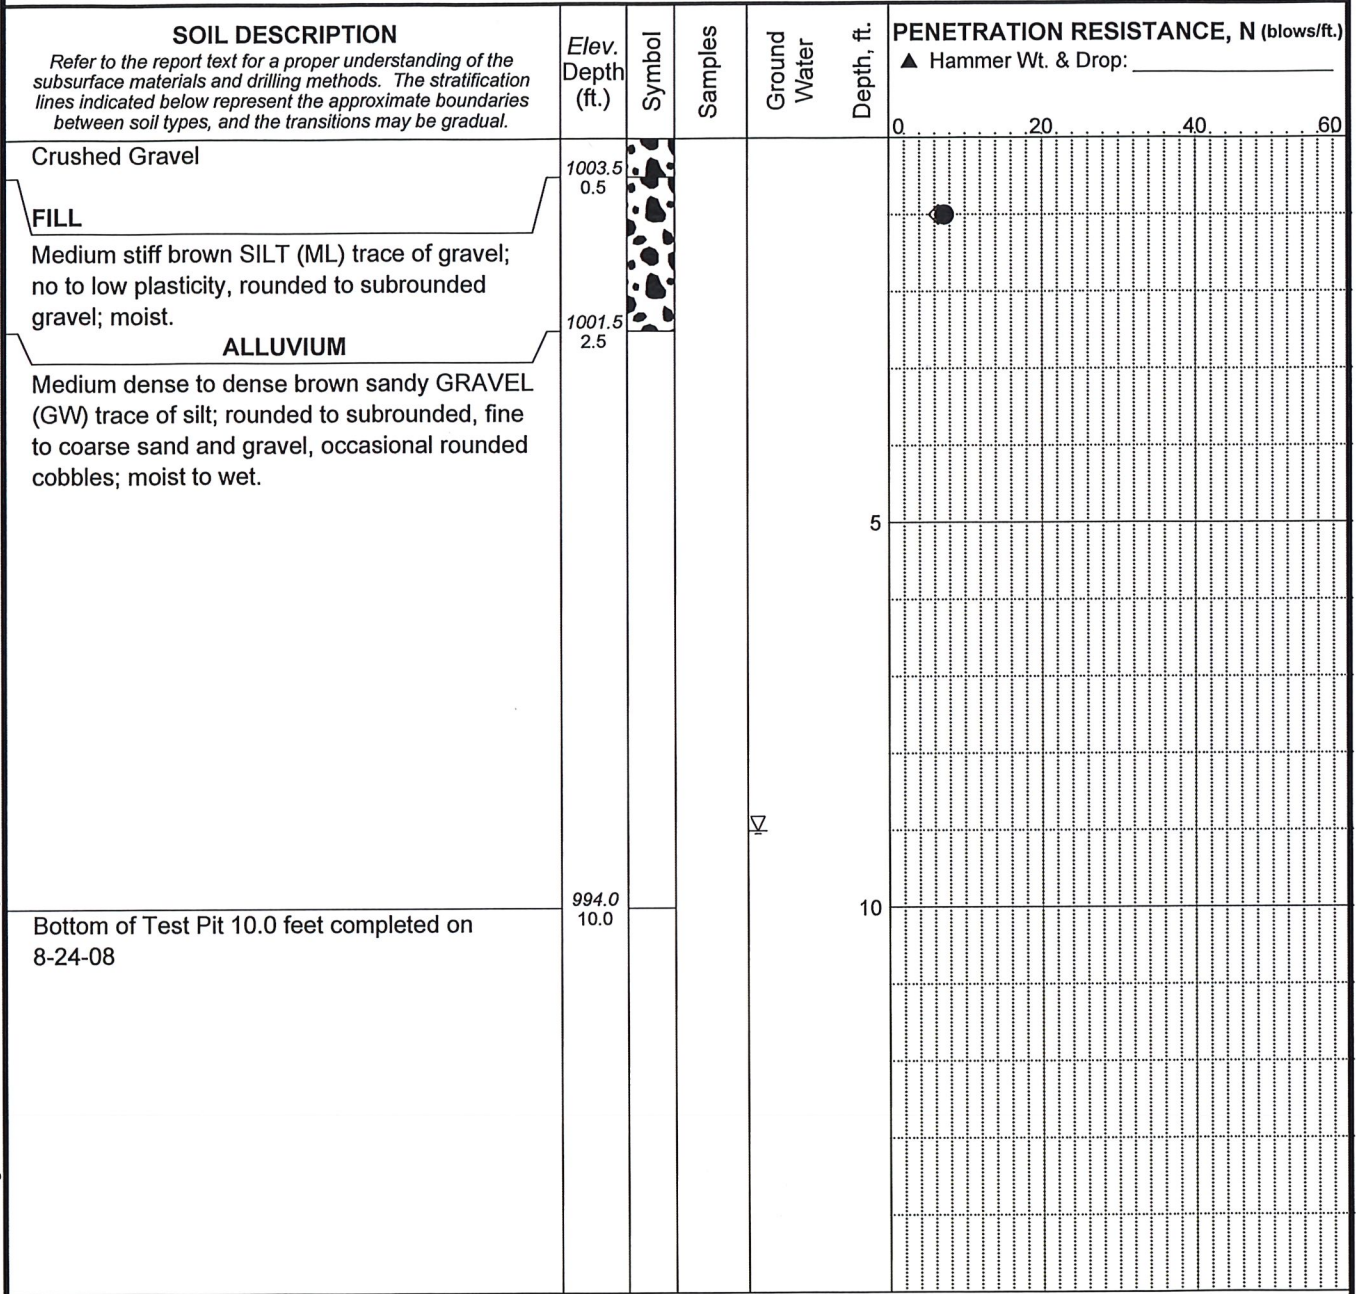 SOIL DESCRIPTION
Refer to the report text for a proper understanding of the
subsurface materials and drilling methods. The stratification
lines indicated below represent the approximate boundaries
between soil types, and the transitions may be gradual.
Elev.
Depth
(ft.)
Symbol
Samples
Ground
Water
Depth, ft.
PENETRATION RESISTANCE, N (blows/ft.)
▲ Hammer Wt. & Drop:
0 20 40 60
Crushed Gravel
1003.5
0.5
FILL
Medium stiff brown SILT (ML) trace of gravel;
no to low plasticity, rounded to subrounded
gravel; moist.
1001.5
2.5
ALLUVIUM
Medium dense to dense brown sandy GRAVEL
(GW) trace of silt; rounded to subrounded, fine
to coarse sand and gravel, occasional rounded
cobbles; moist to wet.
5
994.0
10.0
10
Bottom of Test Pit 10.0 feet completed on
8-24-08